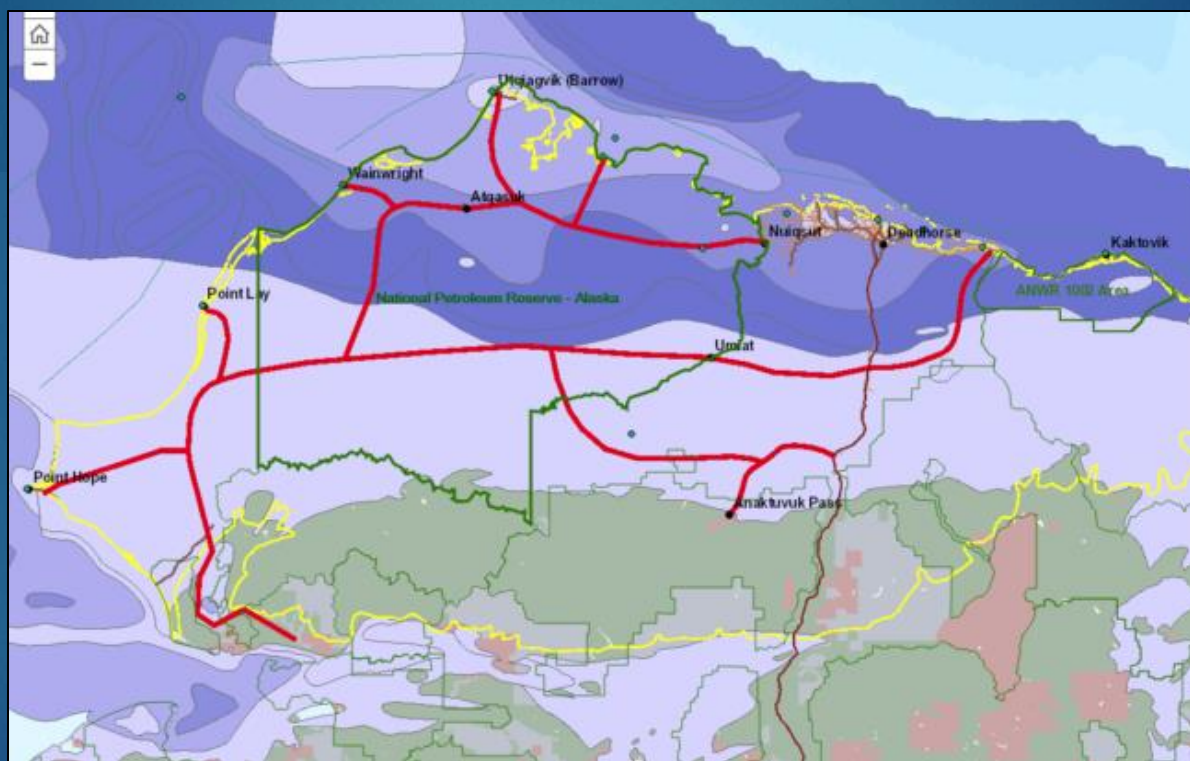 Utqiagvik (Barrow)
Wainwright
Atqasuk
Nuiqsut
Deadhorse
Kaktovik
Point Lay
National Petroleum Reserve - Alaska
ANWR 1002 Area
Umiat
Point Hope
Anaktuvuk Pass